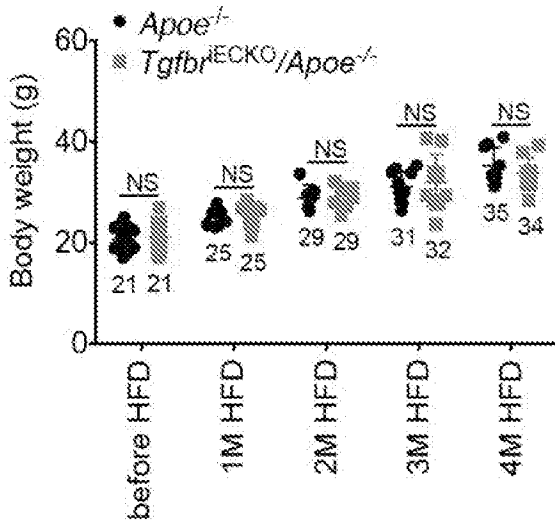 Apoe-/-
TgfbriECKO/Apoe-/-
Body weight (g)
60
40
20
0
NS
NS
NS
NS
NS
21
21
25
25
29
29
31
32
35
34
before HFD
1M HFD
2M HFD
3M HFD
4M HFD